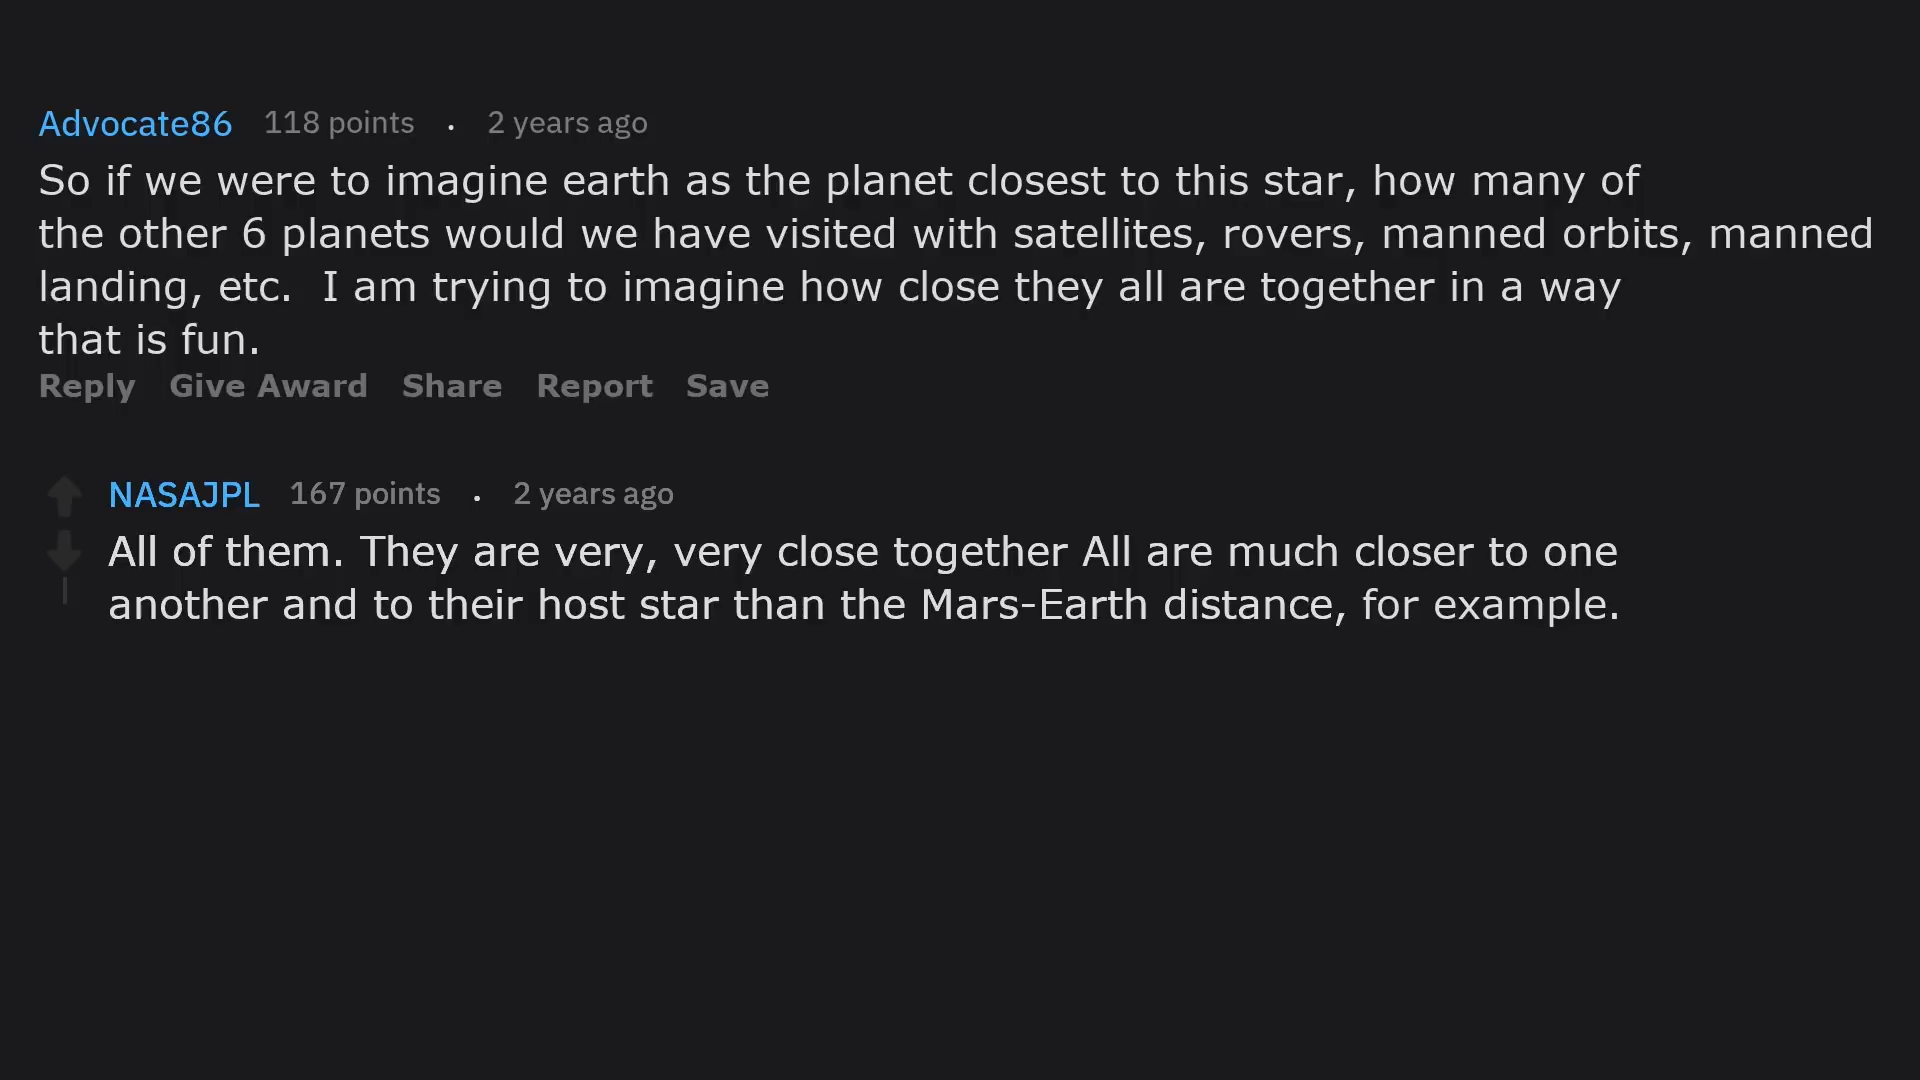 Advocate86 118 points . 2 years ago
So if we were to imagine earth as the planet closest to this star, how many of
the other 6 planets would we have visited with satellites, rovers, manned orbits, manned
landing, etc.  I am trying to imagine how close they all are together in a way
that is fun.
Reply Give Award Share Report Save
NASAJPL 167 points . 2 years ago
All of them. They are very, very close together All are much closer to one
another and to their host star than the Mars-Earth distance, for example.